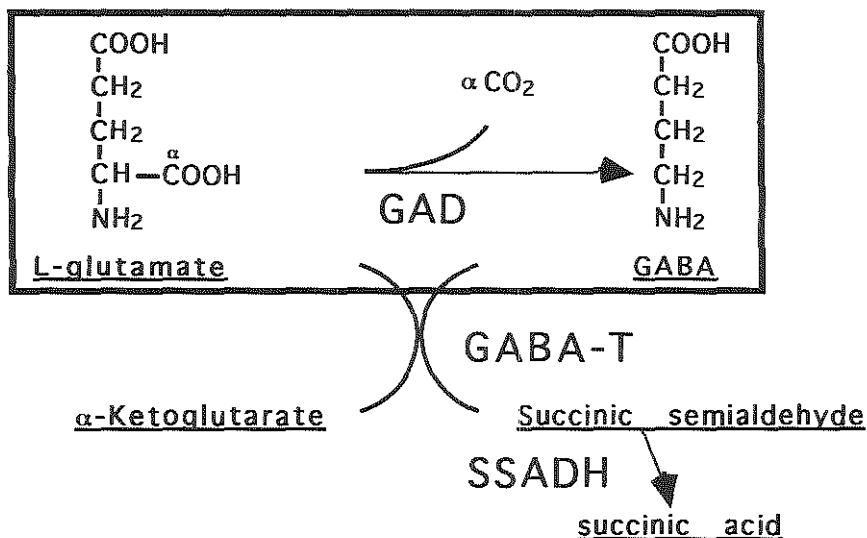 COOH
CH2
CH2
α
CH—COOH
NH2
L-glutamate
αCO2
GAD
COOH
CH2
CH2
CH2
NH2
GABA
GABA-T
α-Ketoglutarate
Succinic semialdehyde
SSADH
succinic acid